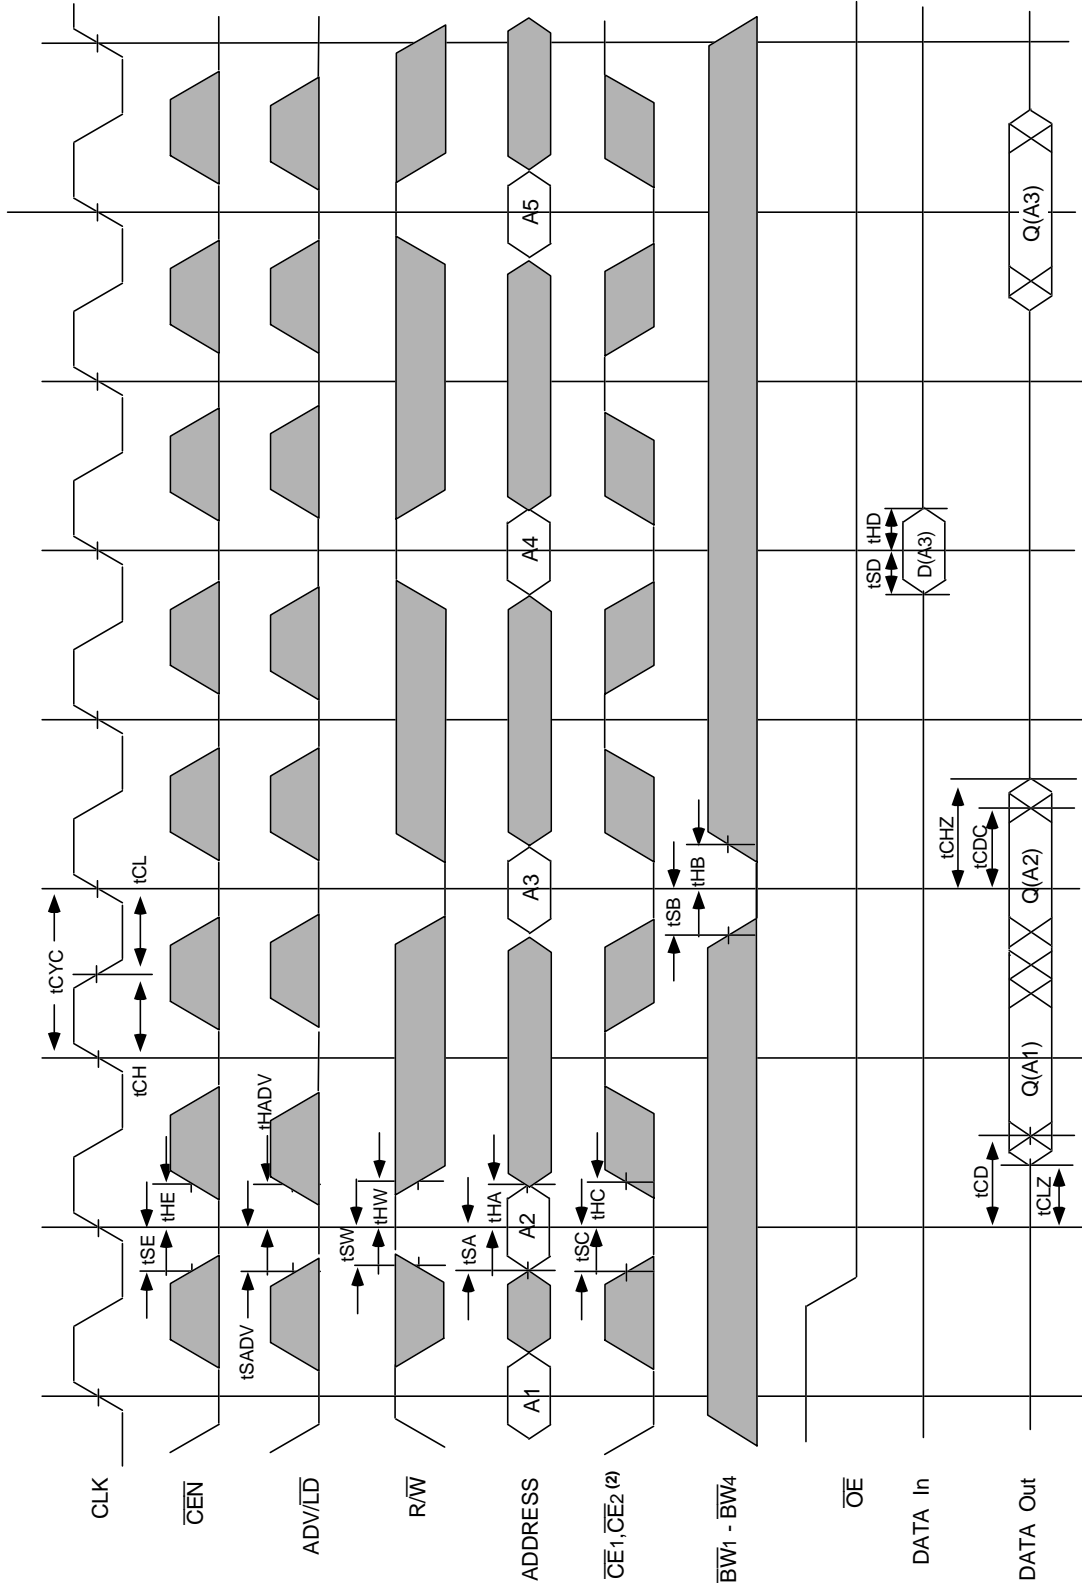 CLK
tCYC
tCH
tCL
CEN
tSE
tHE
ADV/LD
tSADV
tHADV
R/W
tSW
tHW
ADDRESS
A1
A2
A3
A4
A5
tSA
tHA
CE1,CE2 (2)
tSC
tHC
BW1 - BW4
tSB
tHB
OE
DATA In
tSD
tHD
D(A3)
DATA Out
tCD
tCLZ
Q(A1)
tCHZ
tCDC
Q(A2)
Q(A3)